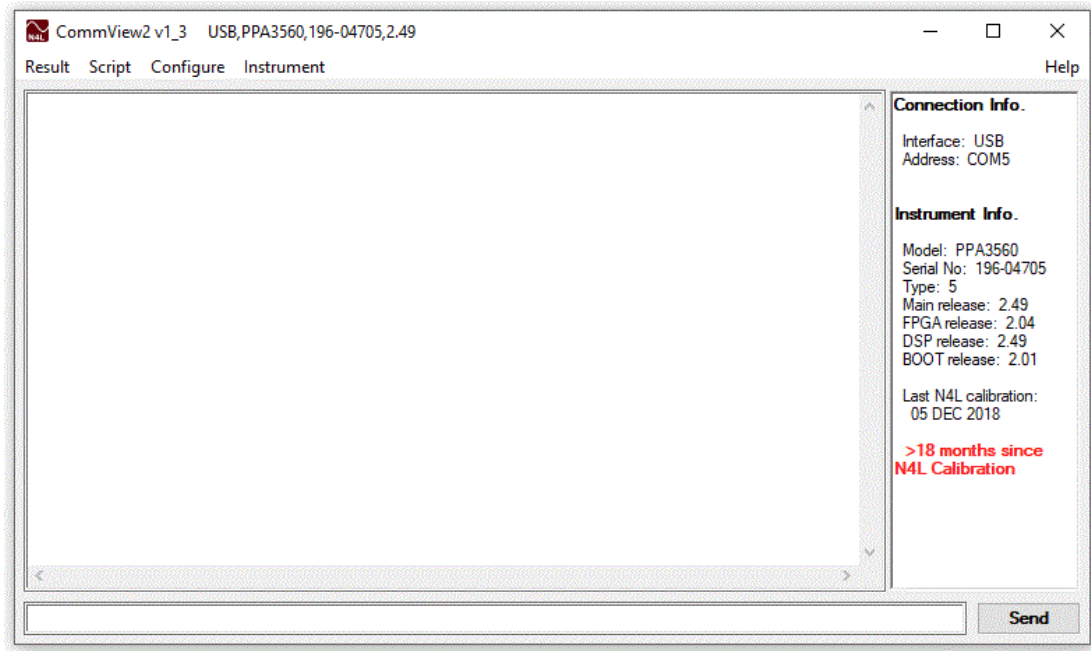 N4L
CommView2 v1_3 USB,PPA3560,196-04705,2.49
Result Script Configure Instrument Help
Connection Info.
Interface: USB
Address: COM5
Instrument Info.
Model: PPA3560
Serial No: 196-04705
Type: 5
Main release: 2.49
FPGA release: 2.04
DSP release: 2.49
BOOT release: 2.01
Last N4L calibration:
05 DEC 2018
>18 months since
N4L Calibration
Send